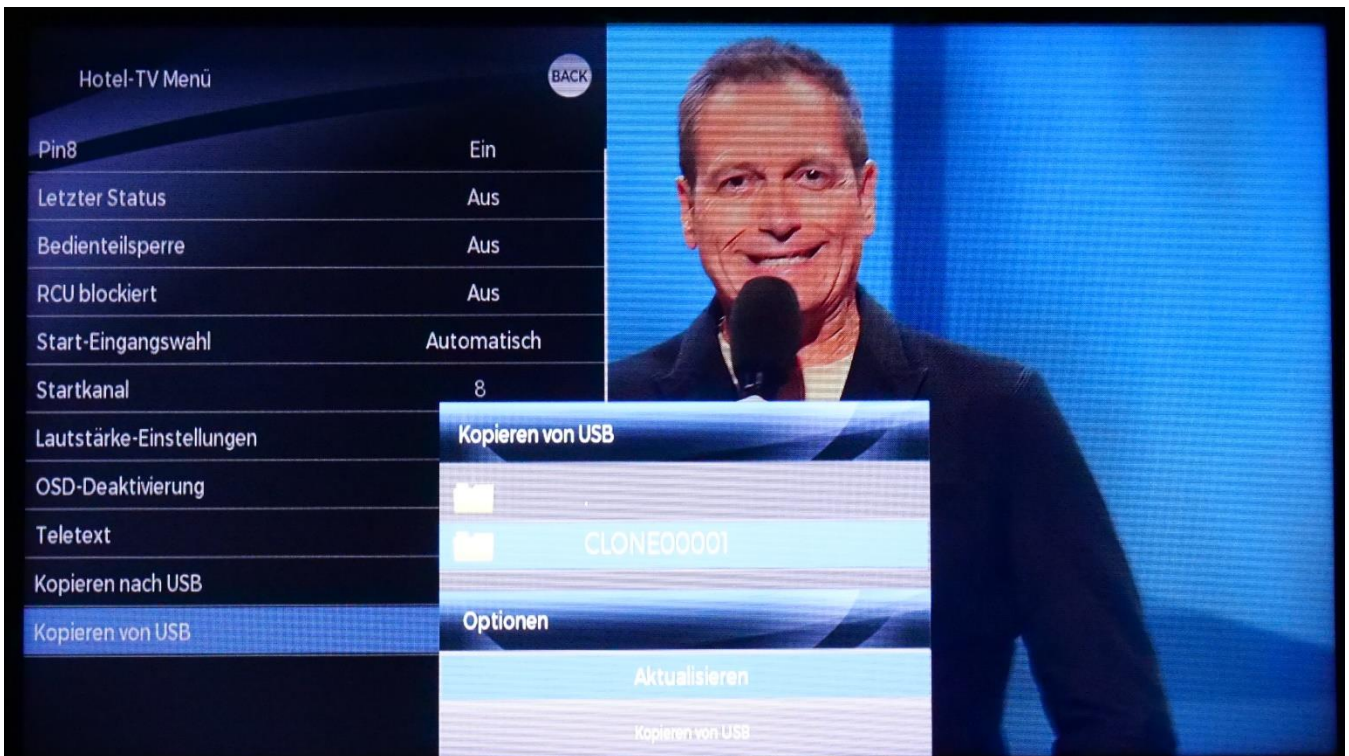 Hotel-TV Menü BACK
Pin8 Ein
Letzter Status Aus
Bedienteilsperre Aus
RCU blockiert Aus
Start-Eingangswahl Automatisch
Startkanal 8
Lautstärke-Einstellungen
OSD-Deaktivierung
Teletext
Kopieren nach USB
Kopieren von USB
Kopieren von USB
.
CLONE00001
Optionen
Aktualisieren
Kopieren von USB